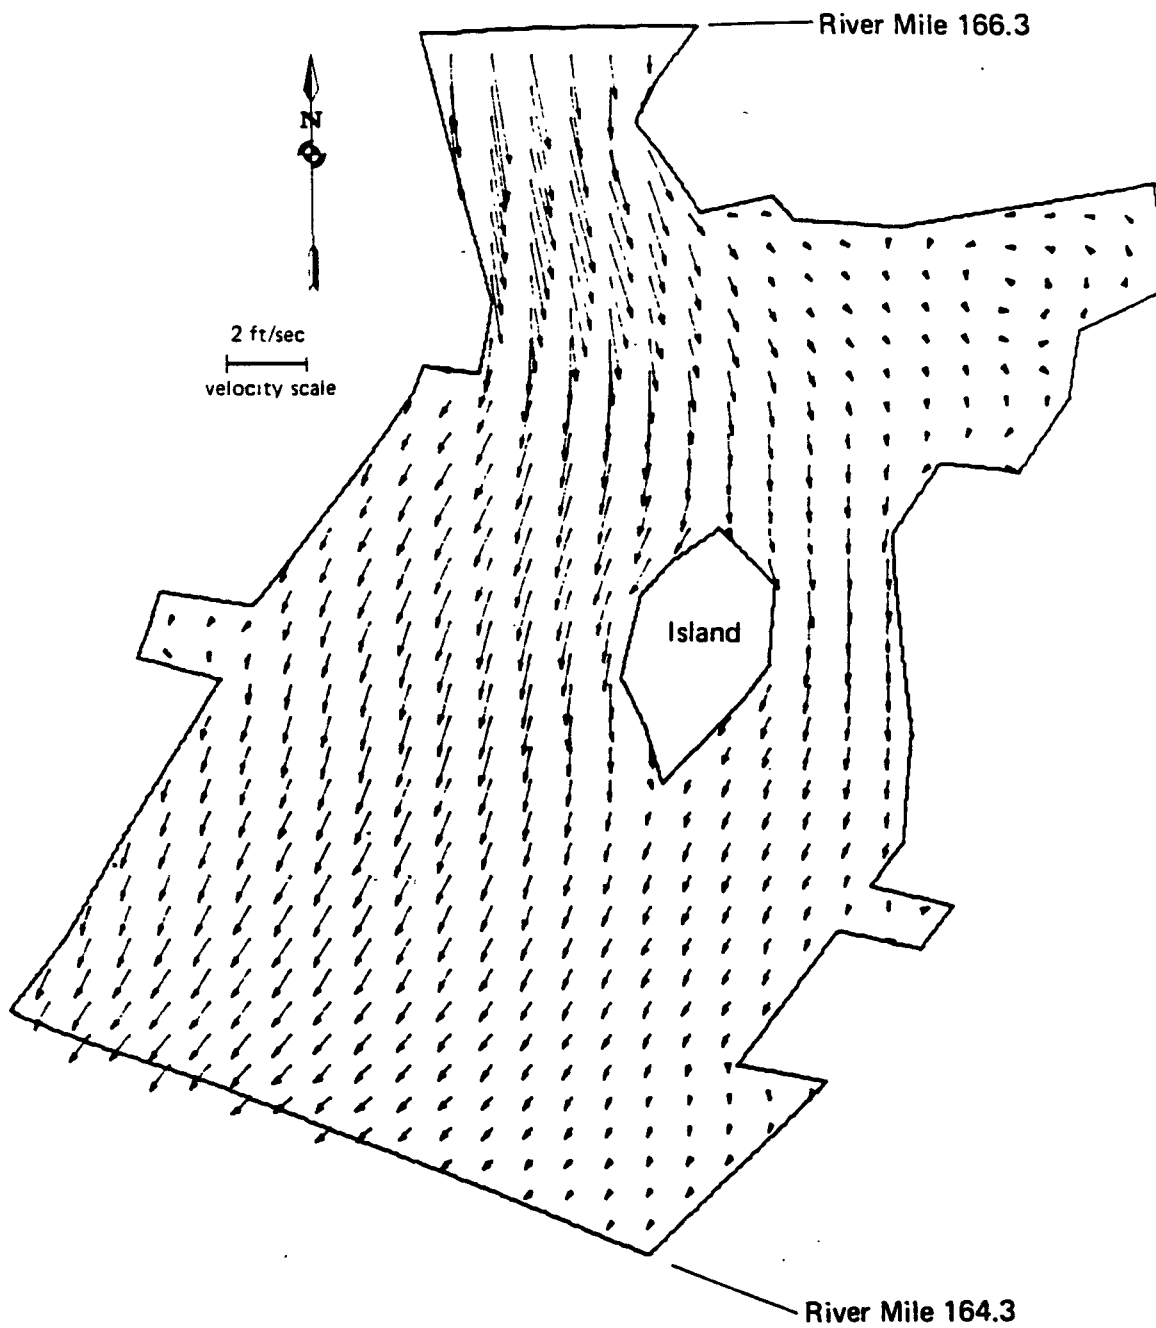 River Mile 166.3
N
2 ft/sec
velocity scale
Island
River Mile 164.3